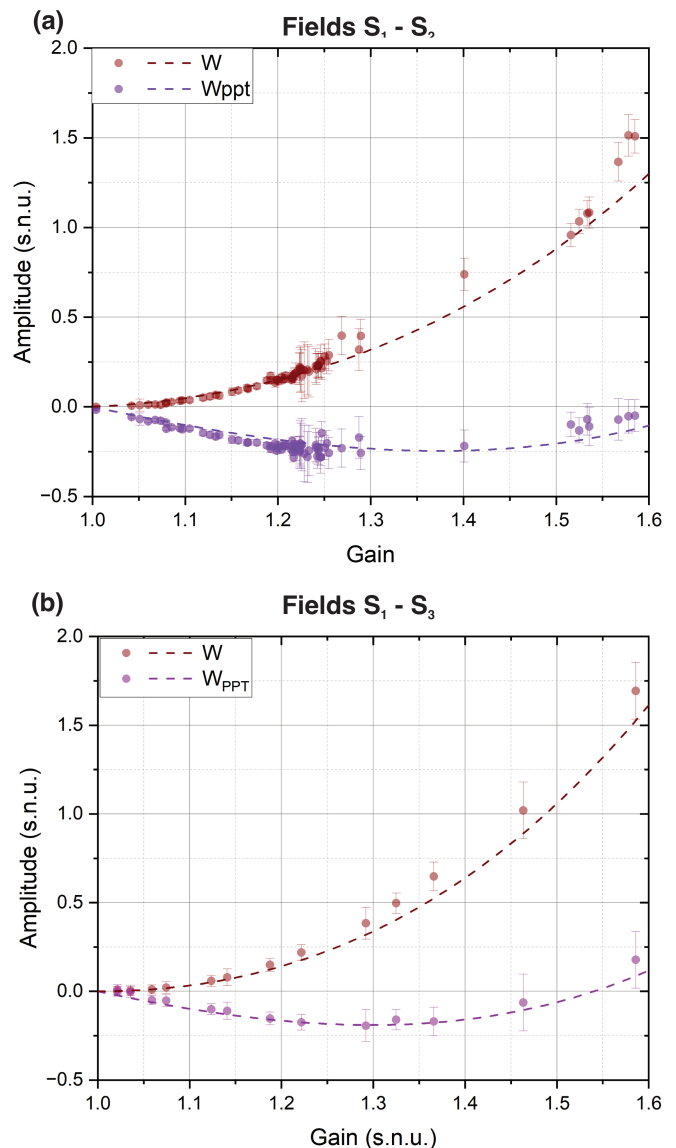 (a)
Fields S₁ - S₂
W
Wppt
2.0
1.5
1.0
0.5
0.0
−0.5
Amplitude (s.n.u.)
1.0 1.1 1.2 1.3 1.4 1.5 1.6
Gain
(b)
Fields S₁ - S₃
W
W_PPT
2.0
1.5
1.0
0.5
0.0
−0.5
Amplitude (s.n.u.)
1.0 1.1 1.2 1.3 1.4 1.5 1.6
Gain (s.n.u.)